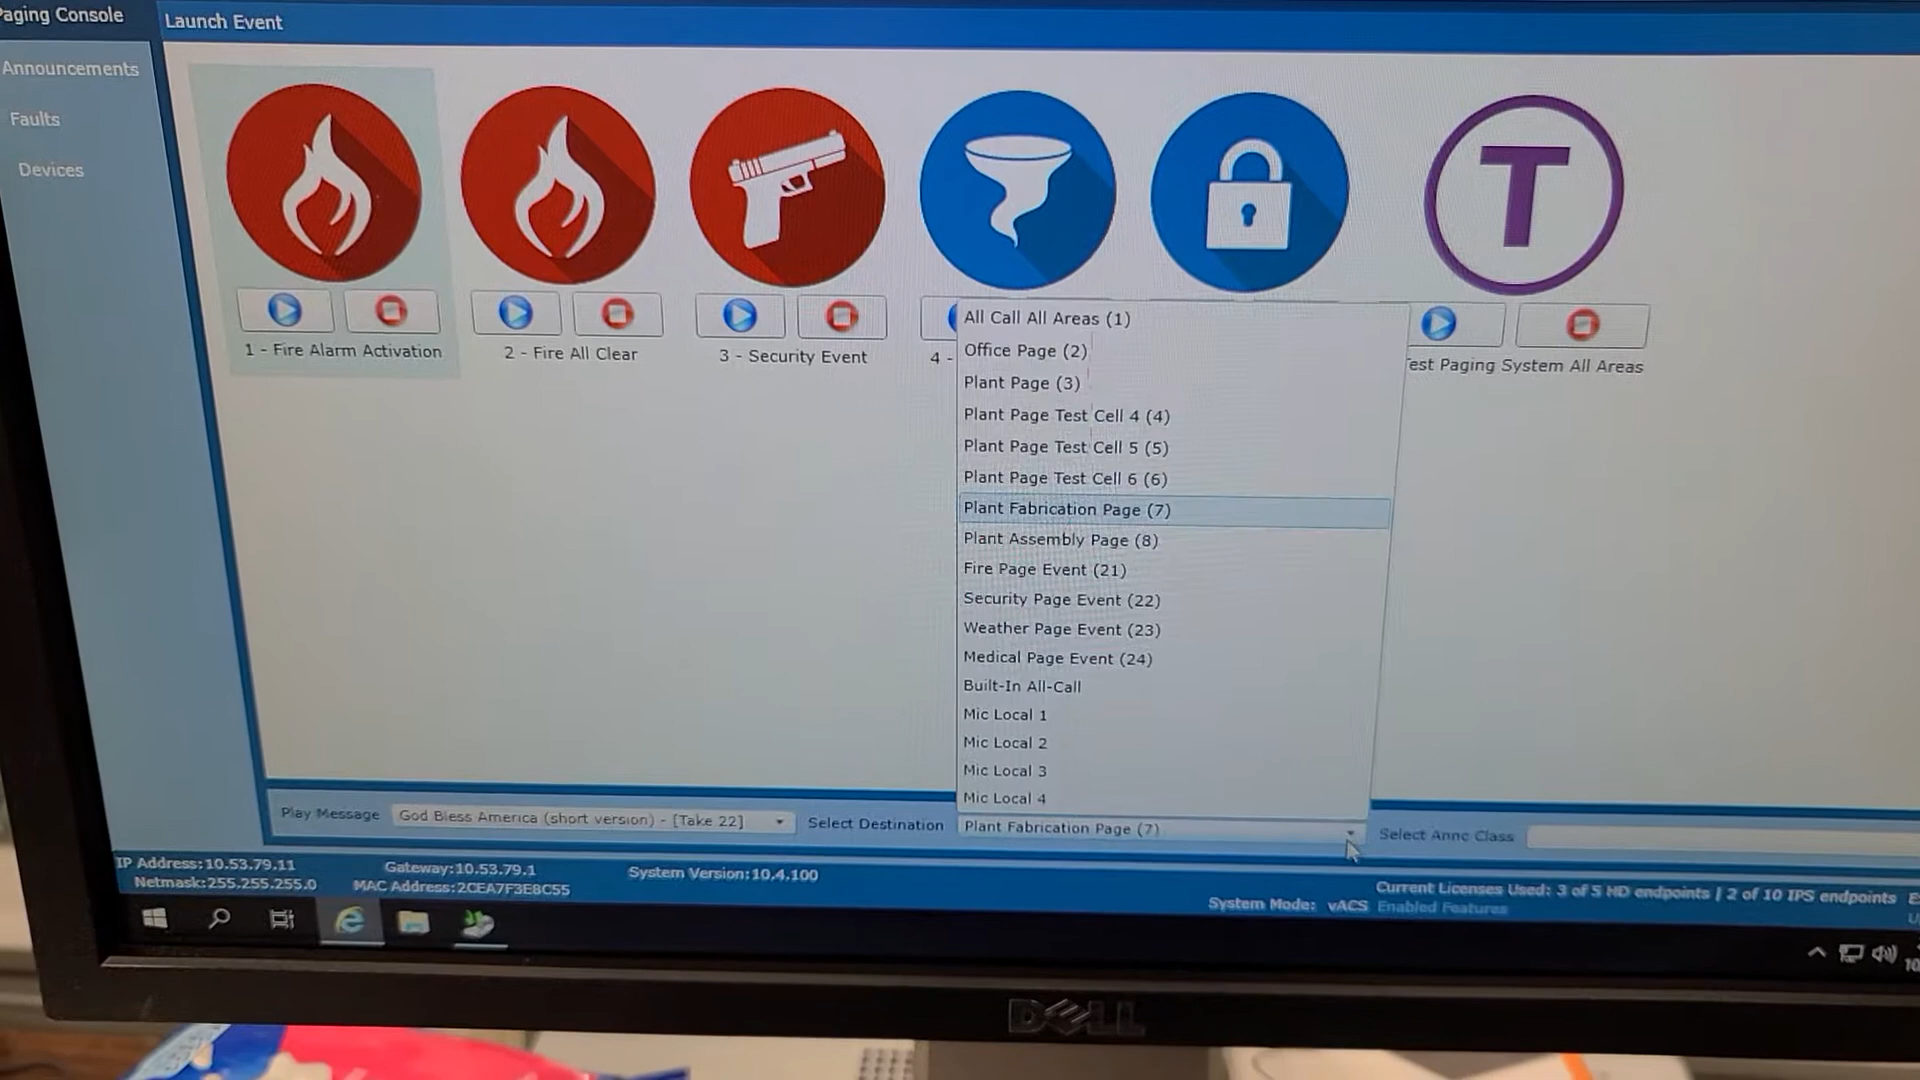 Paging Console
Launch Event
Announcements
Faults
Devices
T
1 - Fire Alarm Activation
2 - Fire All Clear
3 - Security Event
4 -
est Paging System All Areas
All Call All Areas (1)
Office Page (2)
Plant Page (3)
Plant Page Test Cell 4 (4)
Plant Page Test Cell 5 (5)
Plant Page Test Cell 6 (6)
Plant Fabrication Page (7)
Plant Assembly Page (8)
Fire Page Event (21)
Security Page Event (22)
Weather Page Event (23)
Medical Page Event (24)
Built-In All-Call
Mic Local 1
Mic Local 2
Mic Local 3
Mic Local 4
Play Message God Bless America (short version) - [Take 22] Select Destination Plant Fabrication Page (7) Select Annc Class
IP Address:10.53.79.11 Gateway:10.53.79.1 System Version:10.4.100
Netmask:255.255.255.0 MAC Address:2CEA7F3E8C55
Current Licenses Used: 3 of 5 HD endpoints | 2 of 10 IPS endpoints
System Mode: vACS Enabled Features
10
DELL